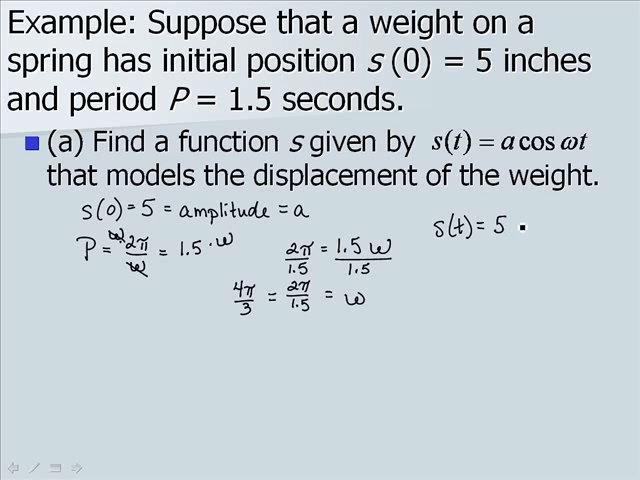 Example: Suppose that a weight on a
spring has initial position s (0) = 5 inches
and period P = 1.5 seconds.
(a) Find a function s given by s(t) = a cos ωt
that models the displacement of the weight.
s(0) = 5 = amplitude = a
s(t) = 5
P = ω · 2π/ω = 1.5 · ω
2π/1.5 = 1.5 ω/1.5
4π/3 = 2π/1.5 = ω